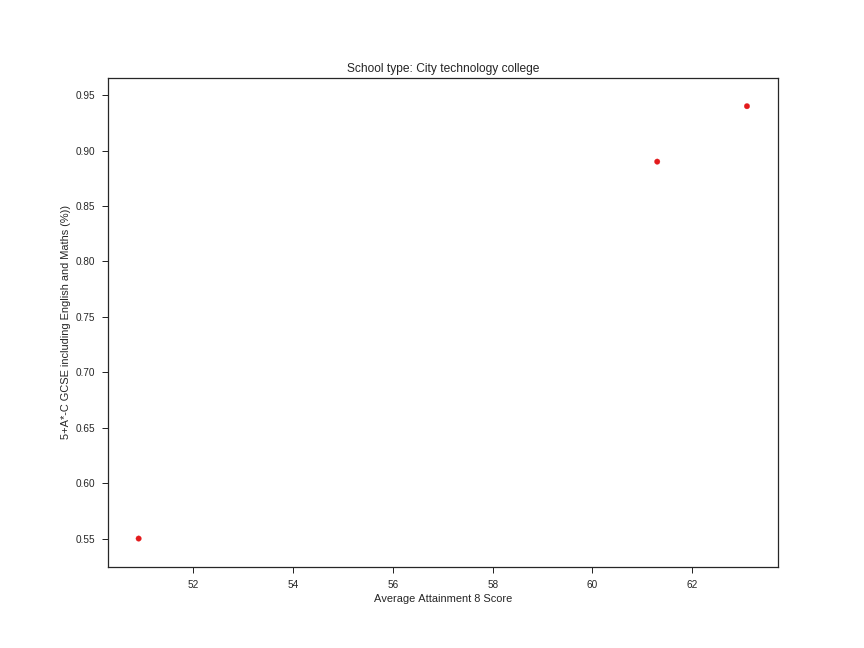 School type: City technology college
0.95
0.90
0.85
0.80
0.75
0.70
0.65
0.60
0.55
5+A*-C GCSE including English and Maths (%))
52 54 56 58 60 62
Average Attainment 8 Score